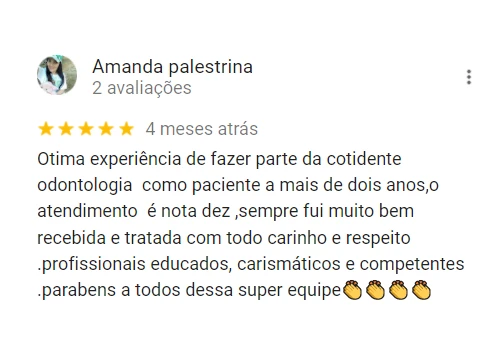 Amanda palestrina
2 avaliações
4 meses atrás
Otima experiência de fazer parte da cotidente
odontologia  como paciente a mais de dois anos,o
atendimento  é nota dez ,sempre fui muito bem
recebida e tratada com todo carinho e respeito
.profissionais educados, carismáticos e competentes
.parabens a todos dessa super equipe👏👏👏👏